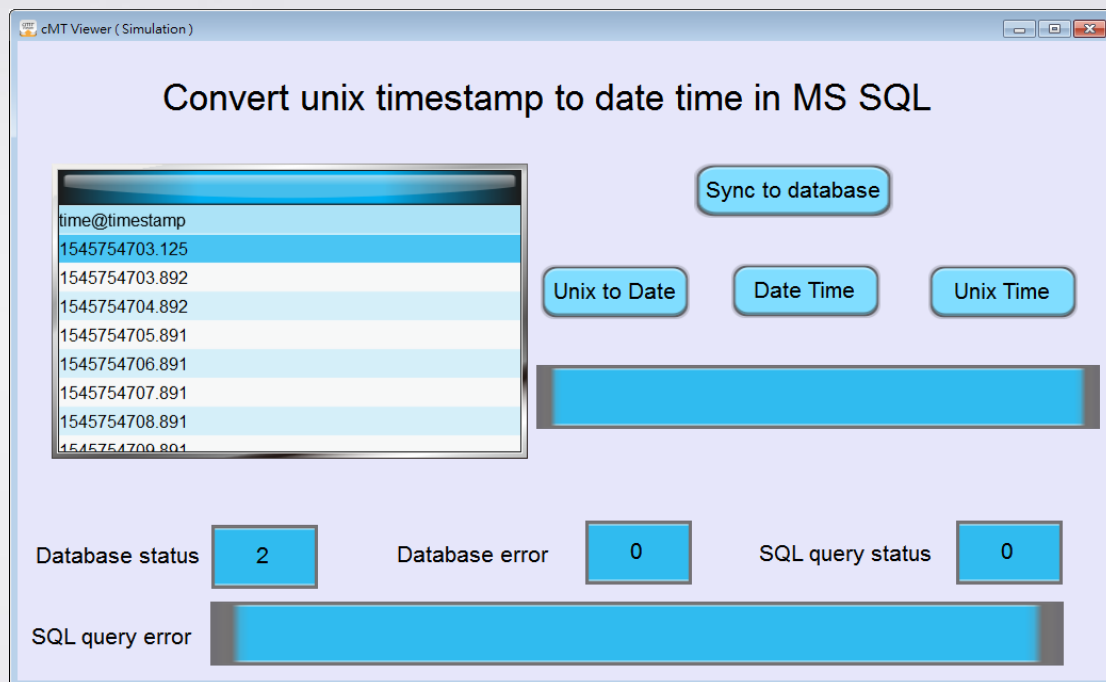 cMT Viewer ( Simulation )
Convert unix timestamp to date time in MS SQL
time@timestamp
1545754703.125
1545754703.892
1545754704.892
1545754705.891
1545754706.891
1545754707.891
1545754708.891
1545754709.891
Sync to database
Unix to Date
Date Time
Unix Time
Database status 2
Database error 0
SQL query status 0
SQL query error